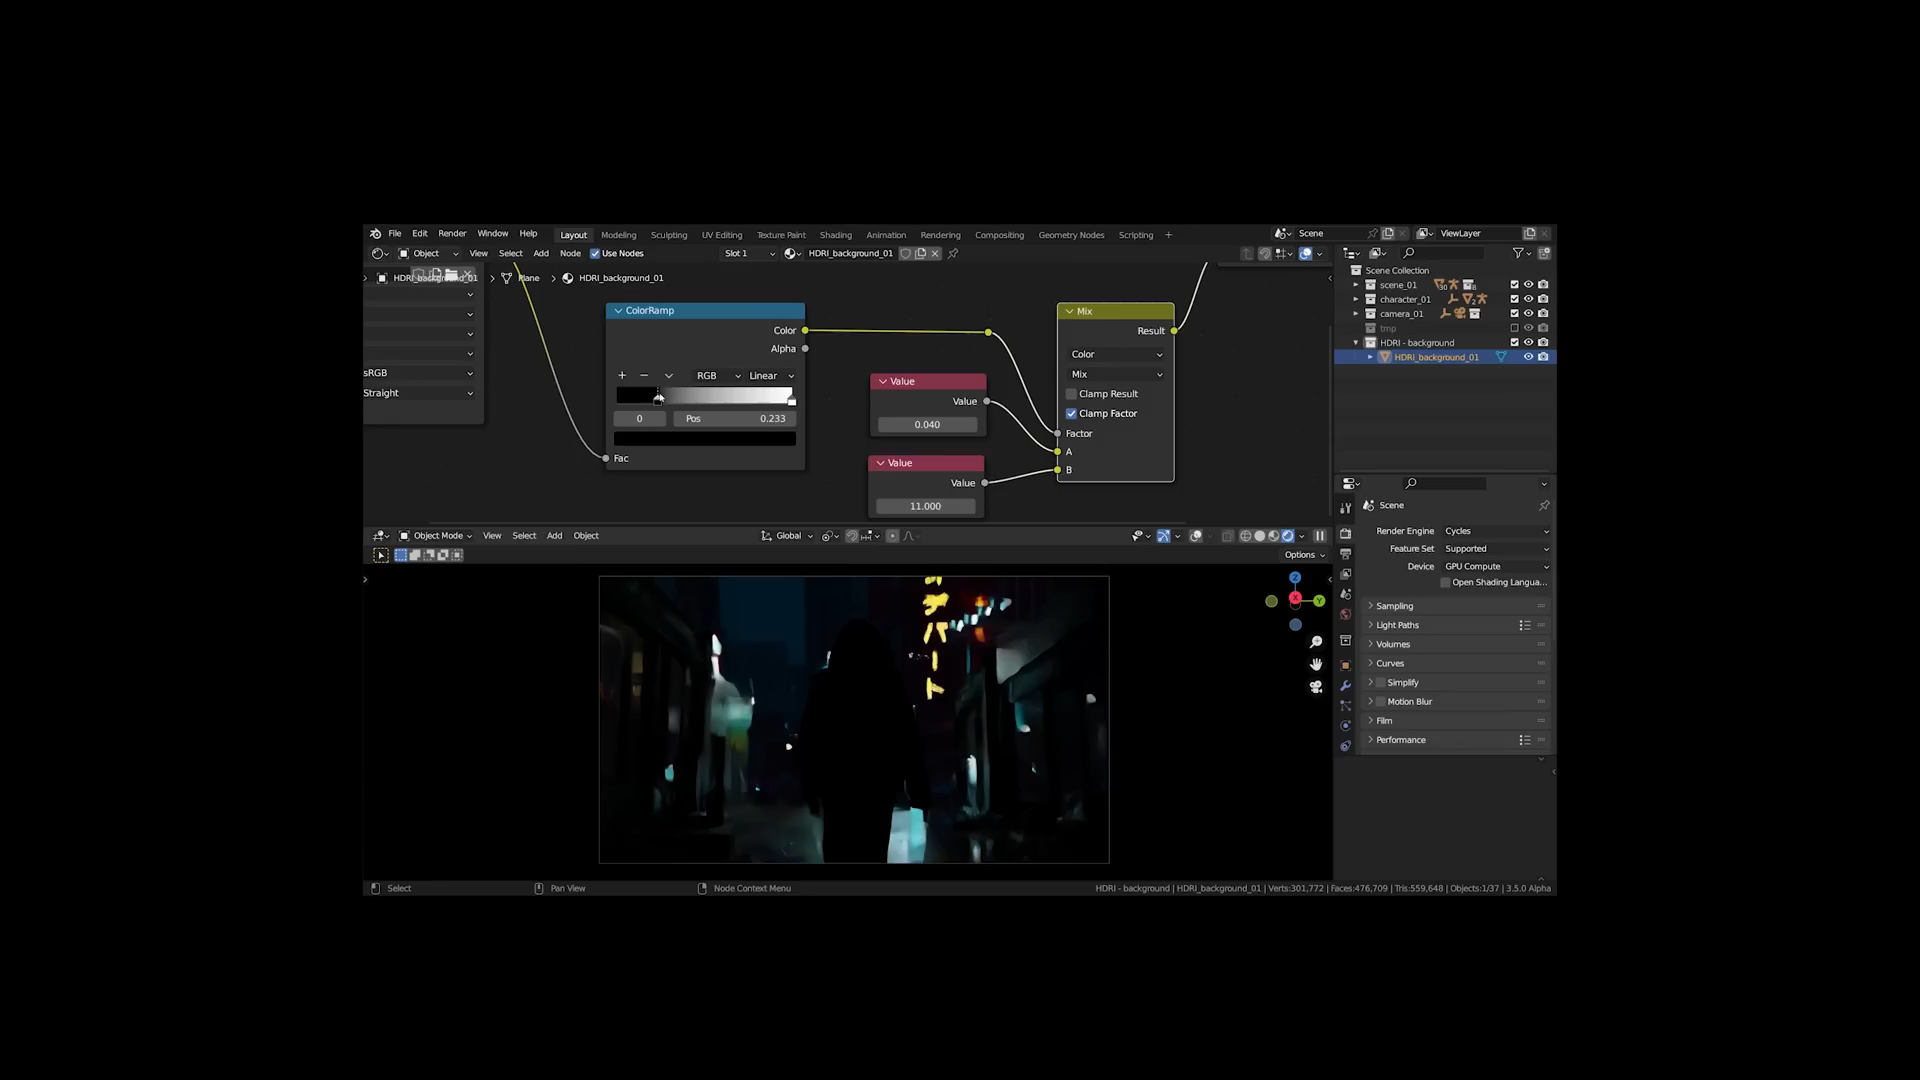 File Edit Render Window Help Layout Modeling Sculpting UV Editing Texture Paint Shading Animation Rendering Compositing Geometry Nodes Scripting + Scene ViewLayer
Object View Select Add Node Use Nodes Slot 1 HDRI_background_01
HDRI_background_01 > Plane > HDRI_background_01
Scene Collection
scene_01
character_01
camera_01
tmp
HDRI - background
HDRI_background_01
sRGB
Straight
ColorRamp
Color
Alpha
+ − RGB Linear
0 Pos 0.233
Fac
Value
Value
0.040
Value
Value
11.000
Mix
Result
Color
Mix
Clamp Result
Clamp Factor
Factor
A
B
Scene
Render Engine Cycles
Feature Set Supported
Device GPU Compute
Open Shading Langua...
Sampling
Light Paths
Volumes
Curves
Simplify
Motion Blur
Film
Performance
Object Mode View Select Add Object Global
Options
Z
X
Y
パート
Select Pan View Node Context Menu HDRI - background | HDRI_background_01 | Verts:301,772 | Faces:476,709 | Tris:559,648 | Objects:1/37 | 3.5.0 Alpha